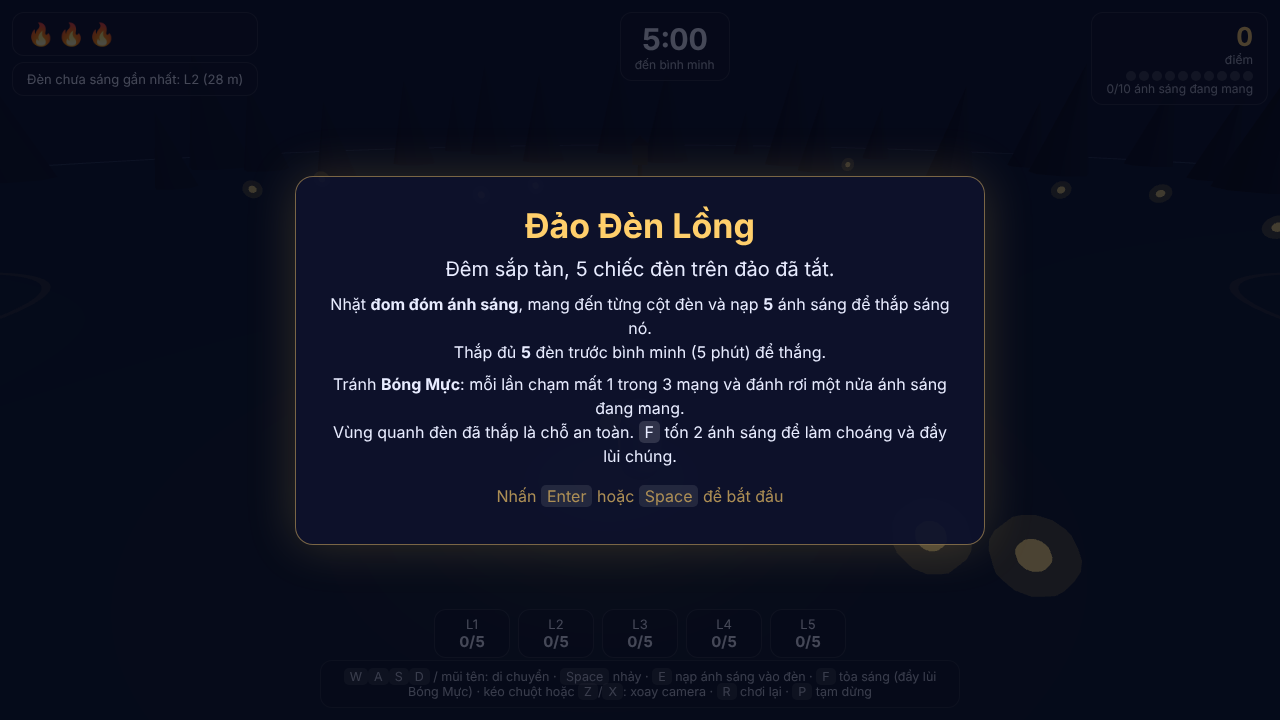 5:00
đến bình minh
Đèn chưa sáng gần nhất: L2 (28 m)
0
điểm
0/10 ánh sáng đang mang
Đảo Đèn Lồng
Đêm sắp tàn, 5 chiếc đèn trên đảo đã tắt.
Nhặt đom đóm ánh sáng, mang đến từng cột đèn và nạp 5 ánh sáng để thắp sáng
nó.
Thắp đủ 5 đèn trước bình minh (5 phút) để thắng.
Tránh Bóng Mực: mỗi lần chạm mất 1 trong 3 mạng và đánh rơi một nửa ánh sáng
đang mang.
Vùng quanh đèn đã thắp là chỗ an toàn. F tốn 2 ánh sáng để làm choáng và đẩy
lùi chúng.
Nhấn Enter hoặc Space để bắt đầu
L1 L2 L3 L4 L5
0/5 0/5 0/5 0/5 0/5
W A S D / mũi tên: di chuyển · Space nhảy · E nạp ánh sáng vào đèn · F tỏa sáng (đẩy lùi
Bóng Mực) · kéo chuột hoặc Z / X : xoay camera · R chơi lại · P tạm dừng